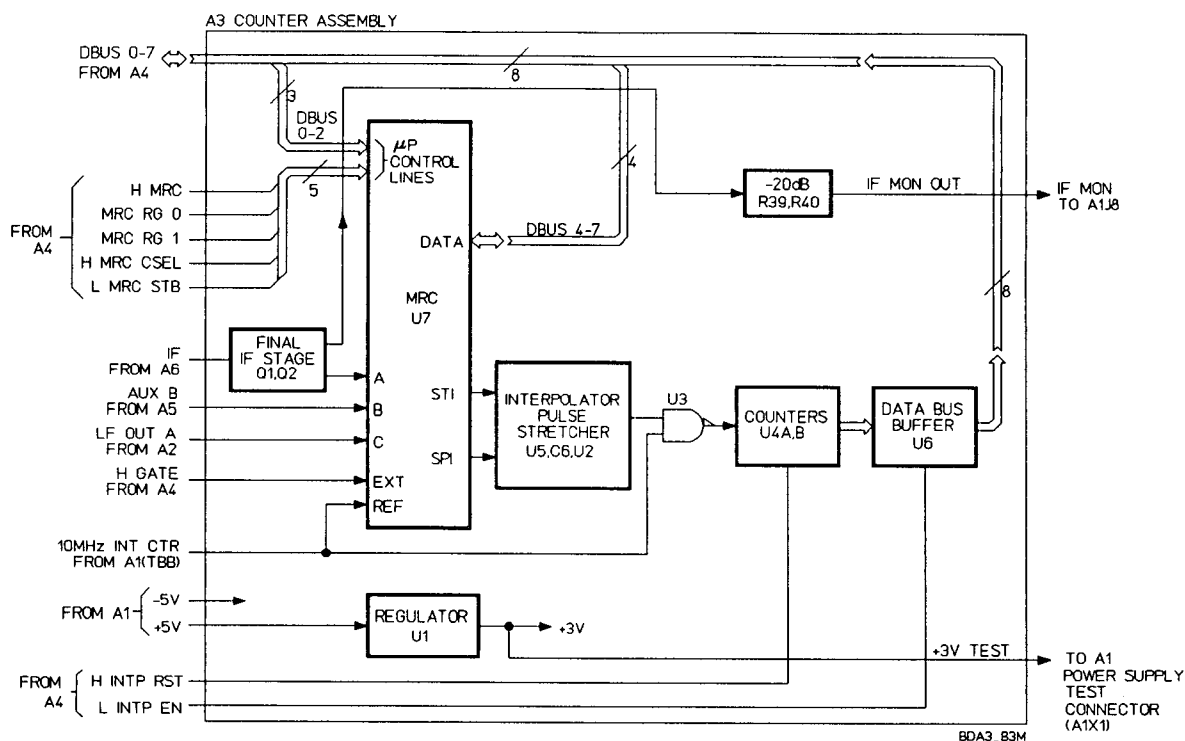 A3 COUNTER ASSEMBLY
DBUS 0-7
FROM A4
8
3
DBUS
0-2
μP
CONTROL
LINES
5
4
-20dB
R39,R40
IF MON OUT
IF MON
TO A1J8
H MRC
MRC RG 0
MRC RG 1
H MRC CSEL
L MRC STB
FROM
A4
DATA
DBUS 4-7
MRC
U7
8
FINAL
IF STAGE
Q1,Q2
IF
FROM A6
AUX B
FROM A5
LF OUT A
FROM A2
H GATE
FROM A4
A
B
C
EXT
REF
STI
SPI
INTERPOLATOR
PULSE
STRETCHER
U5,C6,U2
U3
COUNTERS
U4A,B
DATA BUS
BUFFER
U6
10MHz INT CTR
FROM A1(TBB)
FROM A1
-5V
+5V
REGULATOR
U1
+3V
+3V TEST
TO A1
POWER SUPPLY
TEST
CONNECTOR
(A1X1)
FROM
A4
H INTP RST
L INTP EN
BDA3_83M